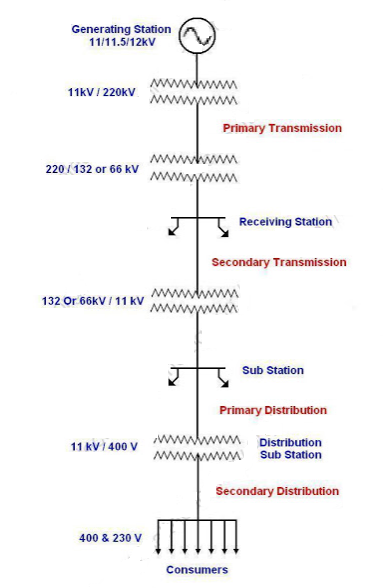 Generating Station
11/11.5/12kV
11kV / 220kV
Primary Transmission
220 / 132 or 66 kV
Receiving Station
Secondary Transmission
132 Or 66kV / 11 kV
Sub Station
Primary Distribution
11 kV / 400 V
Distribution
Sub Station
Secondary Distribution
400 & 230 V
Consumers